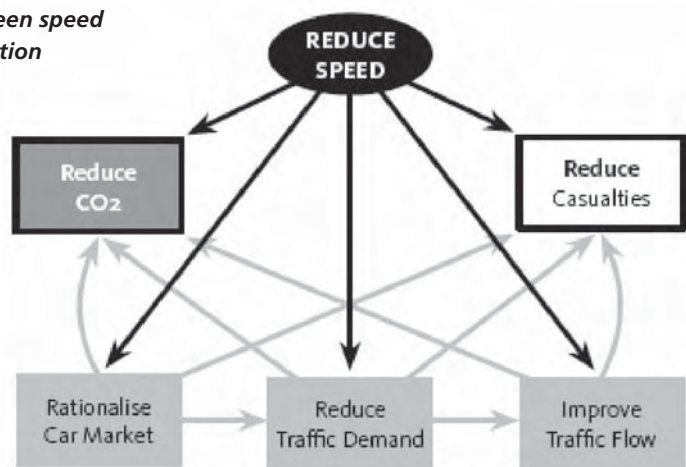 een speed
tion
REDUCE
SPEED
Reduce
CO2
Reduce
Casualties
Rationalise
Car Market
Reduce
Traffic Demand
Improve
Traffic Flow